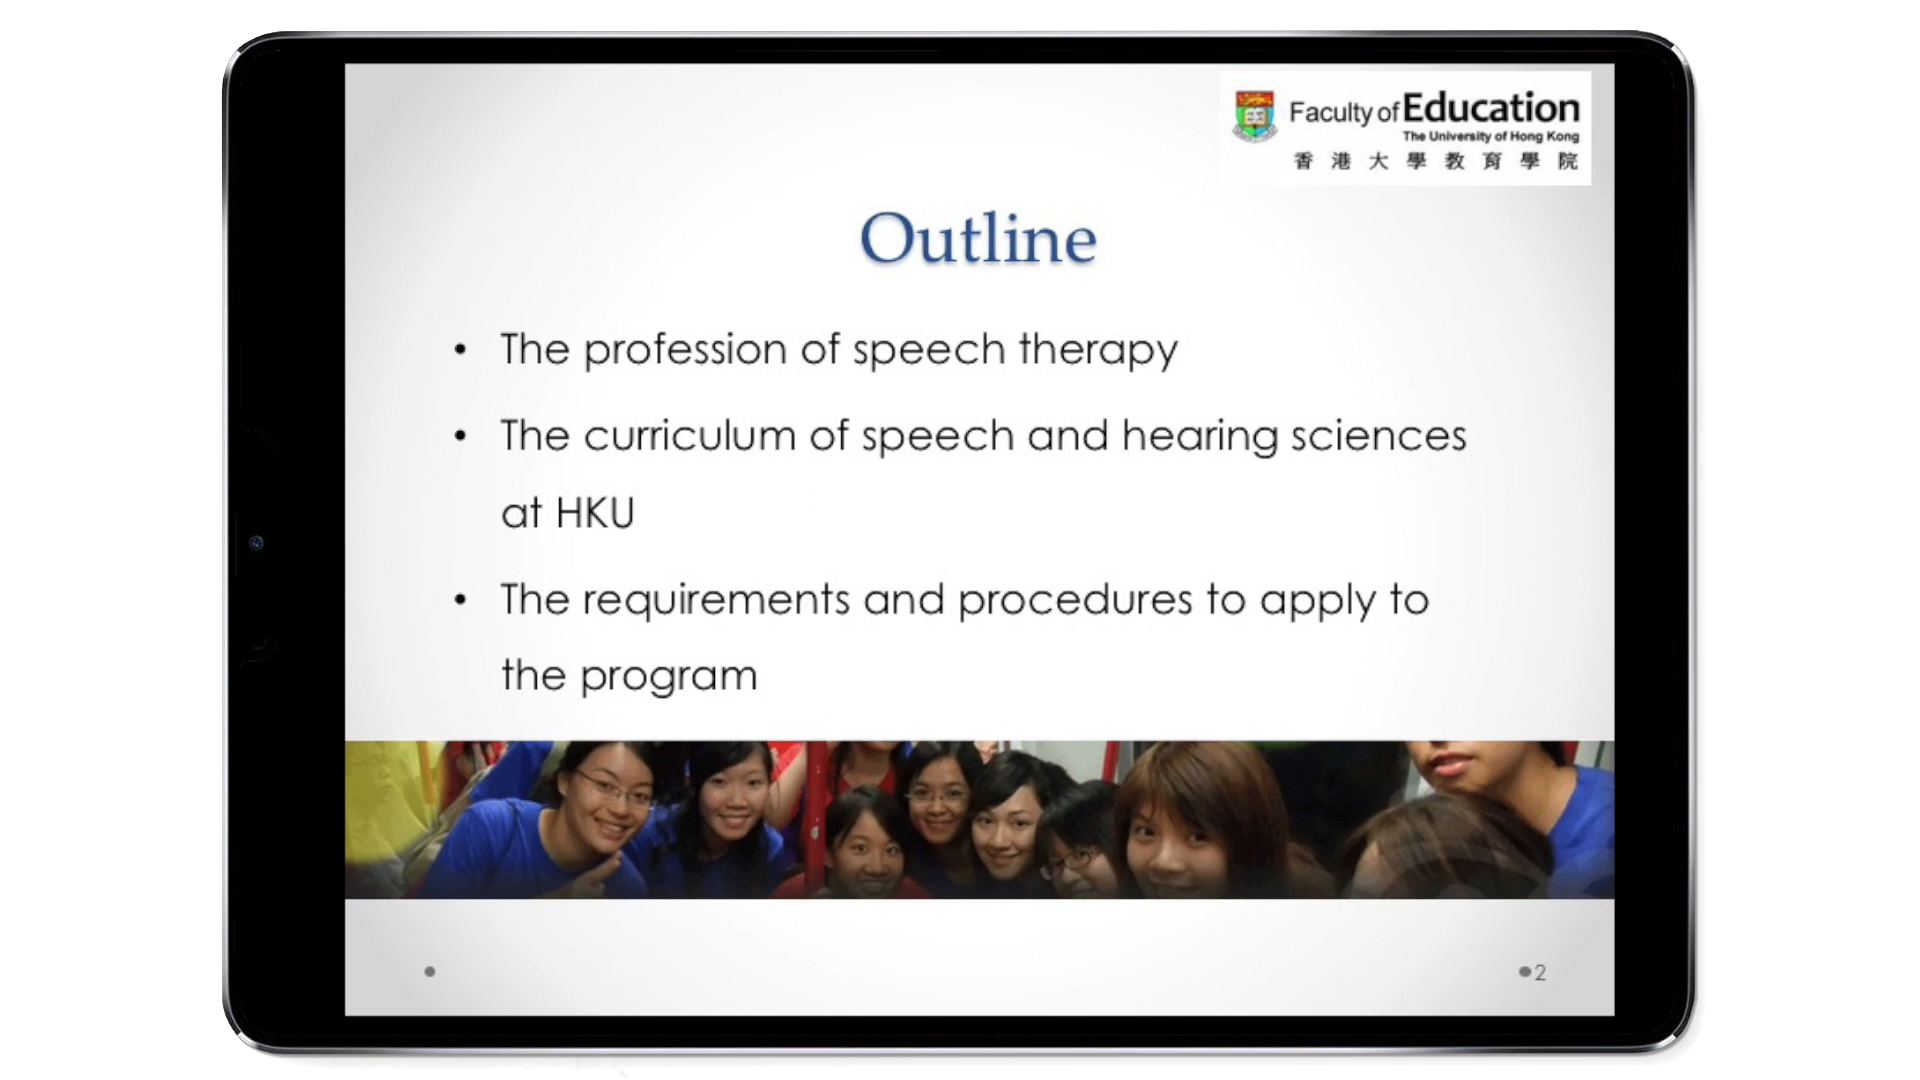 Faculty of Education
The University of Hong Kong
香港大學教育學院
Outline
• The profession of speech therapy
• The curriculum of speech and hearing sciences
at HKU
• The requirements and procedures to apply to
the program
2